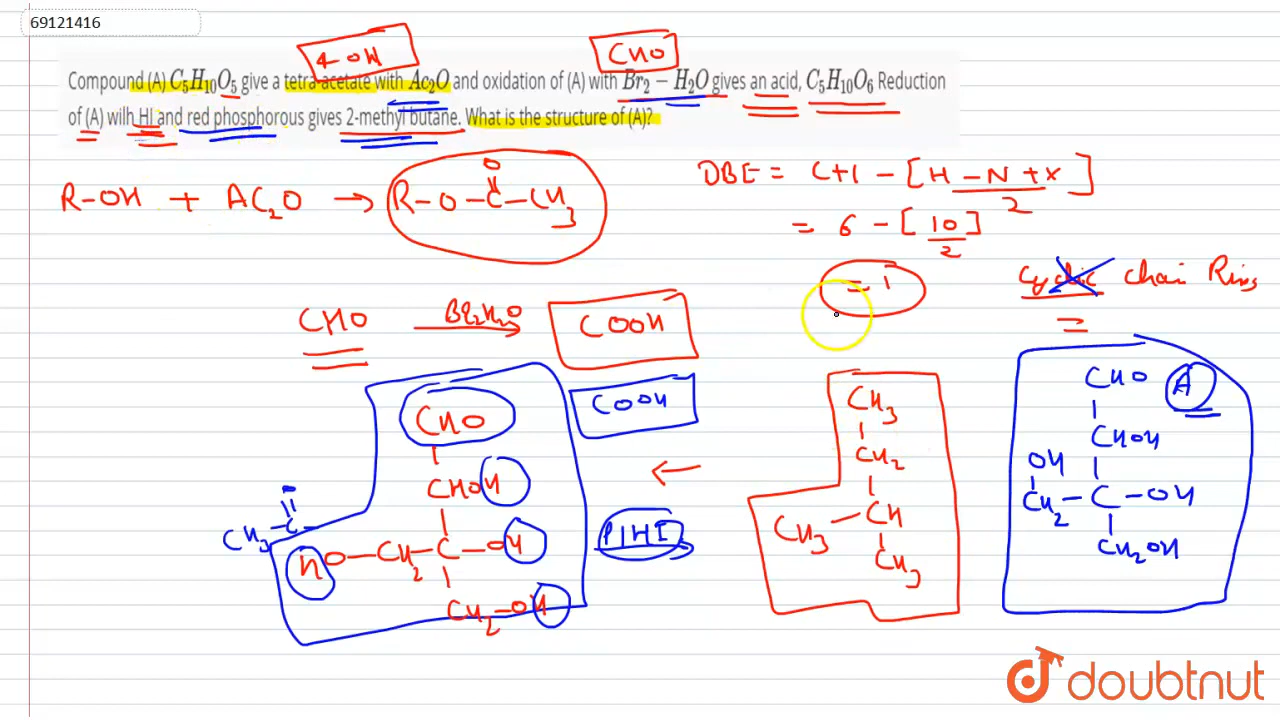 69121416
4-OH
CHO
Compound (A) C₅H₁₀O₅ give a tetra-acetate with Ac₂O and oxidation of (A) with Br₂ − H₂O gives an acid, C₅H₁₀O₆ Reduction
of (A) wilh HI and red phosphorous gives 2-methyl butane. What is the structure of (A)?
R-OH + AC₂O → R-O-C-CH₃
O
DBE = C+1 - [H-N+X]
2
= 6 - [10]
2
= 1
Cyclic Chain Ring
=
CHO Br₂H₂O COOH
CHO
CHOH
HO-CH₂-C-OH
CH₂-OH
COOH
CH₃-C-
P/HI
CH₃
CH₂
CH₃-CH
CH₃
CHO A
CHOH
OH
CH₂-C-OH
CH₂OH
doubtnut